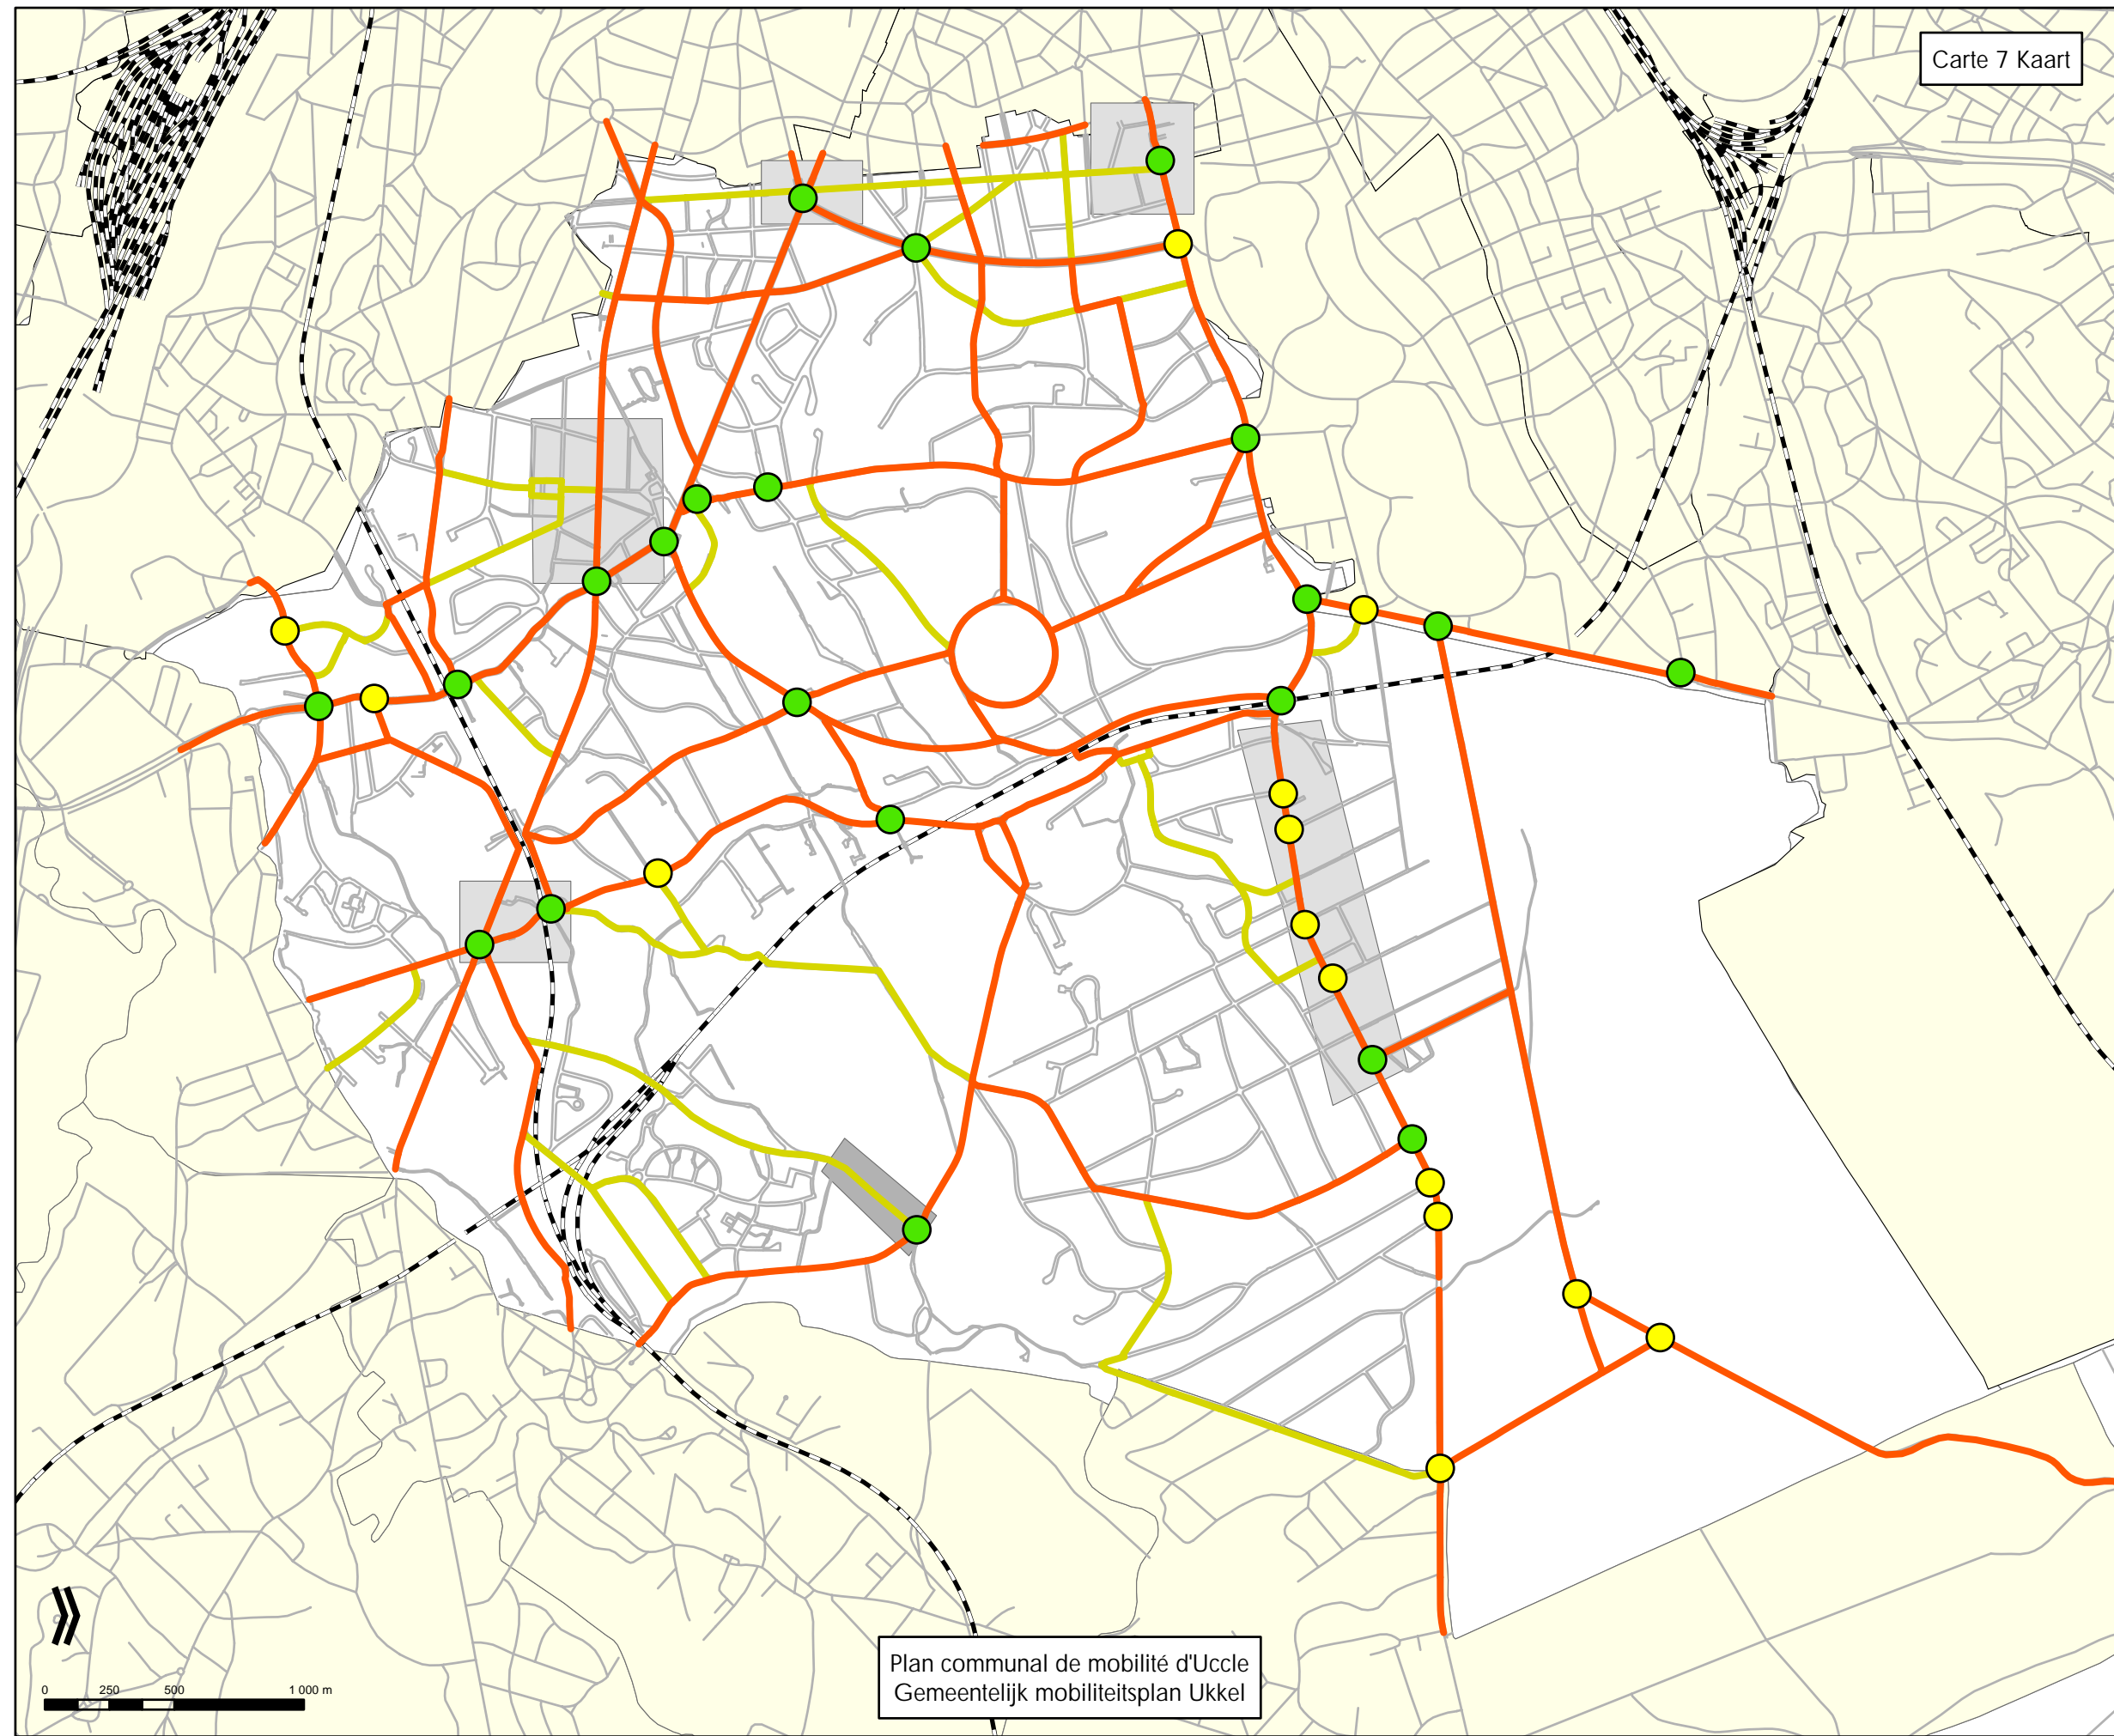 Carte 7 Kaart
Plan communal de mobilité d'Uccle
Gemeentelijk mobiliteitsplan Ukkel
0 250 500 1 000 m